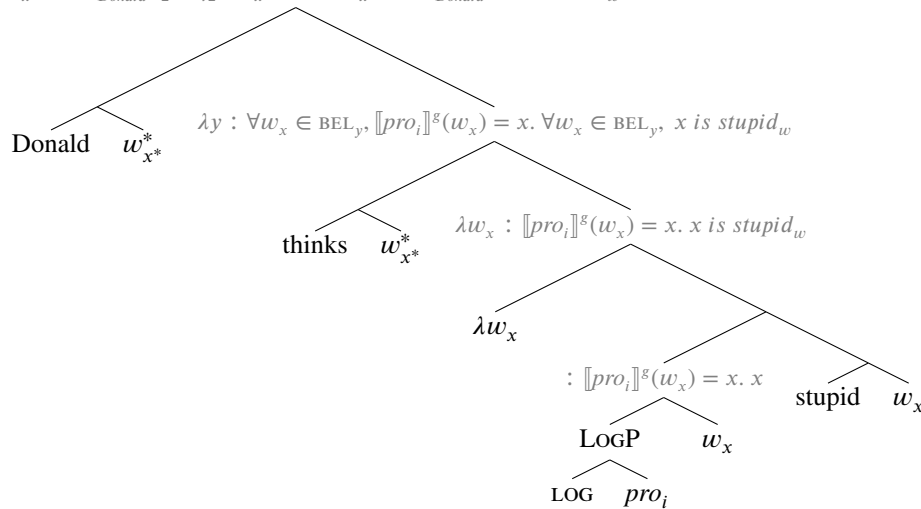 λy : ∀w_x ∈ BEL_y, ⟦pro_i⟧^g(w_x) = x. ∀w_x ∈ BEL_y, x is stupid_w
Donald w*_x*
thinks w*_x* λw_x : ⟦pro_i⟧^g(w_x) = x. x is stupid_w
λw_x
: ⟦pro_i⟧^g(w_x) = x. x
stupid w_x
LOGP w_x
LOG pro_i